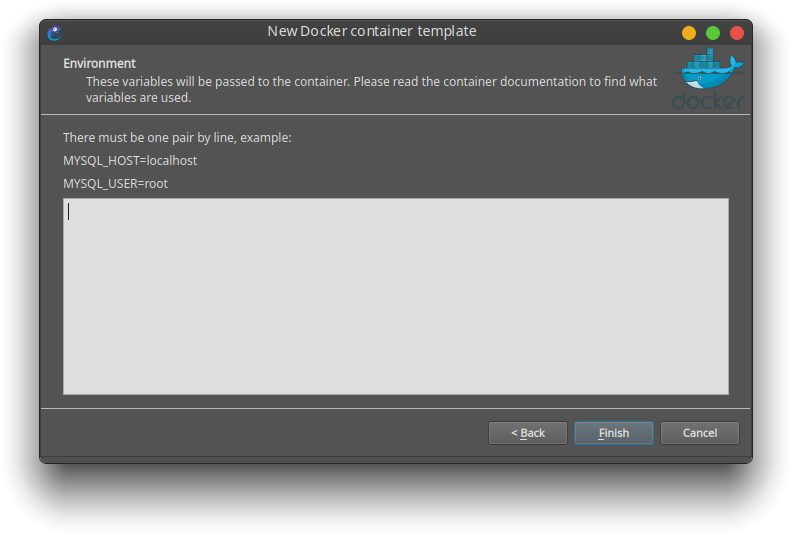 New Docker container template
Environment
These variables will be passed to the container. Please read the container documentation to find what
variables are used.
docker
There must be one pair by line, example:
MYSQL_HOST=localhost
MYSQL_USER=root
< Back
Finish
Cancel